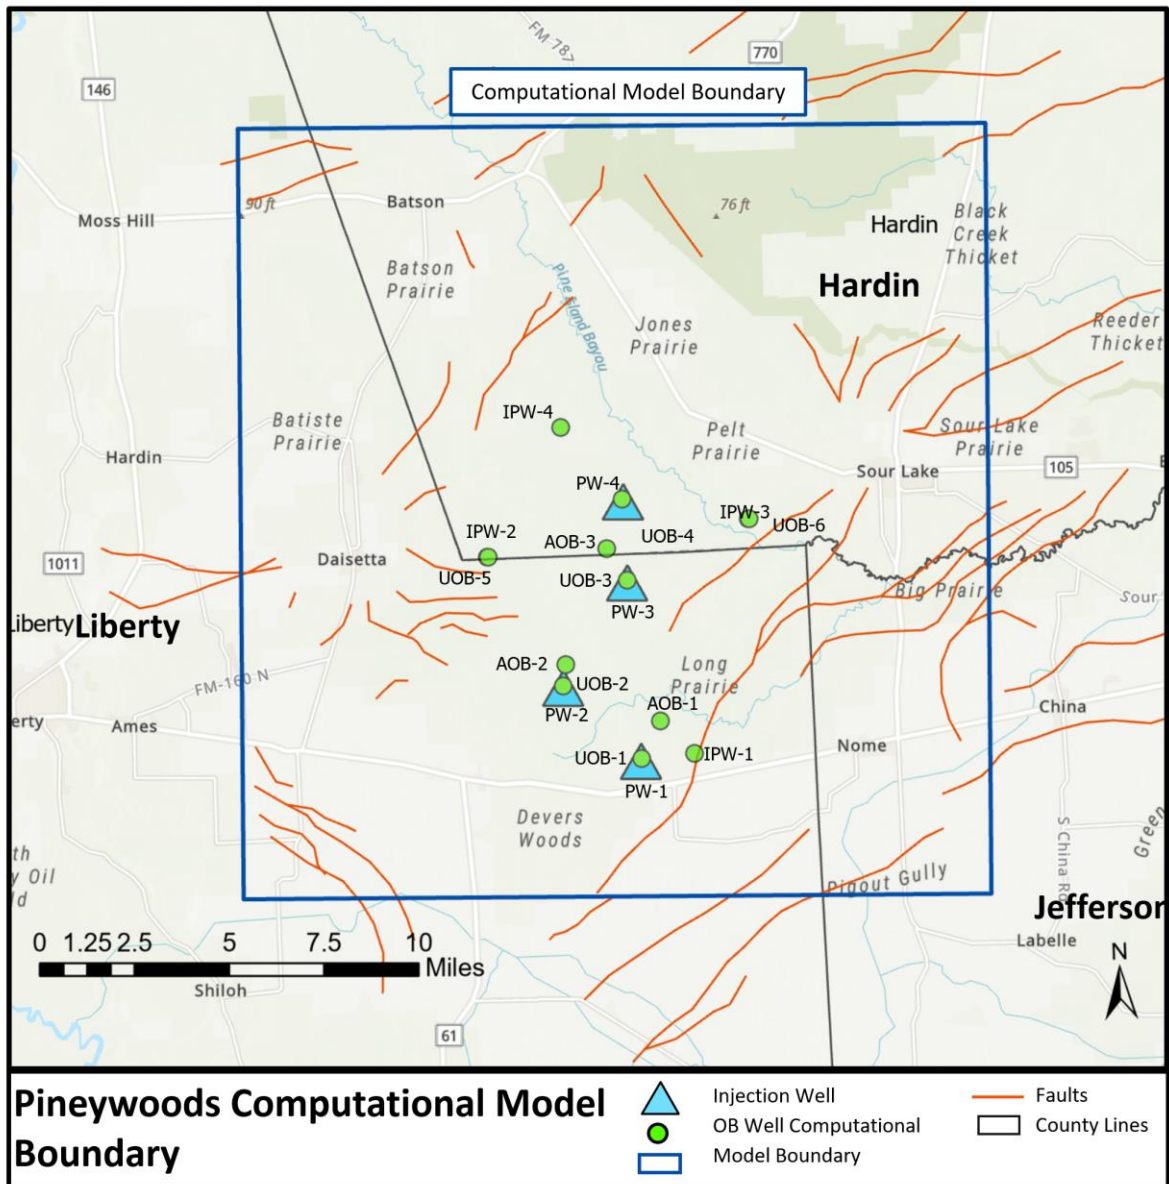 FM 787
770
146
Computational Model Boundary
90 ft
Batson
76 ft
Moss Hill
Hardin
Black
Creek
Thicket
Batson
Prairie
Hardin
Pine Island Bayou
Jones
Prairie
Reeder
Thicket
IPW-4
Batiste
Prairie
Pelt
Prairie
Sour Lake
Prairie
Hardin
Sour Lake
105
PW-4
IPW-3
UOB-6
IPW-2
UOB-4
AOB-3
1011
Daisetta
UOB-5
UOB-3
Big Prairie
PW-3
Sour
Liberty
Liberty
AOB-2
Long
Prairie
FM-160 N
UOB-2
AOB-1
PW-2
China
erty
Ames
Nome
UOB-1
IPW-1
PW-1
Devers
Woods
S China Rd
Green
th
y Oil
ld
Pigout Gully
Jefferson
0 1.25 2.5 5 7.5 10
Miles
Labelle
N
Shiloh
61
Pineywoods Computational Model
Boundary
Injection Well
OB Well Computational
Model Boundary
Faults
County Lines